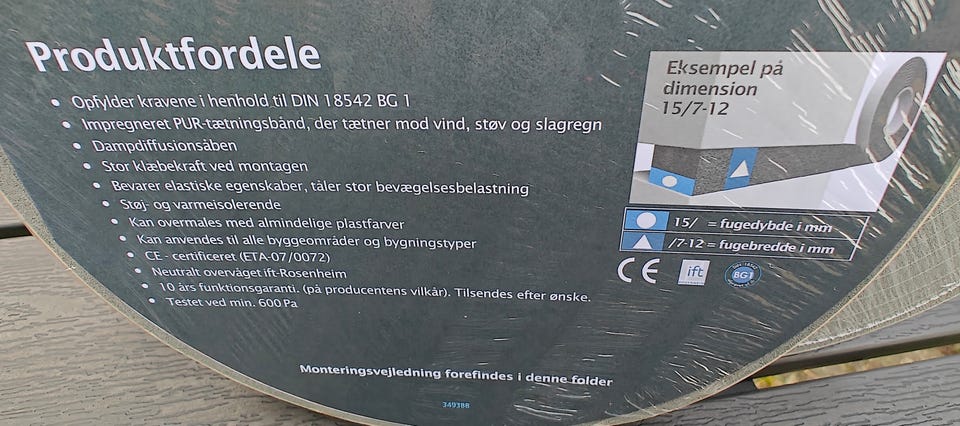 Produktfordele
• Opfylder kravene i henhold til DIN 18542 BG 1
• Impregneret PUR-tætningsbånd, der tætner mod vind, støv og slagregn
• Dampdiffusionsåben
• Stor klæbekraft ved montagen
• Bevarer elastiske egenskaber, tåler stor bevægelsesbelastning
• Støj- og varmeisolerende
• Kan overmales med almindelige plastfarver
• Kan anvendes til alle byggeområder og bygningstyper
• CE - certificeret (ETA-07/0072)
• Neutralt overvåget ift-Rosenheim
• 10 års funktionsgaranti. (på producentens vilkår). Tilsendes efter ønske.
• Testet ved min. 600 Pa
Eksempel på
dimension
15/7-12
15/ = fugedybde i mm
/7-12 = fugebredde i mm
CE ift BG1
Monteringsvejledning forefindes i denne folder
349388